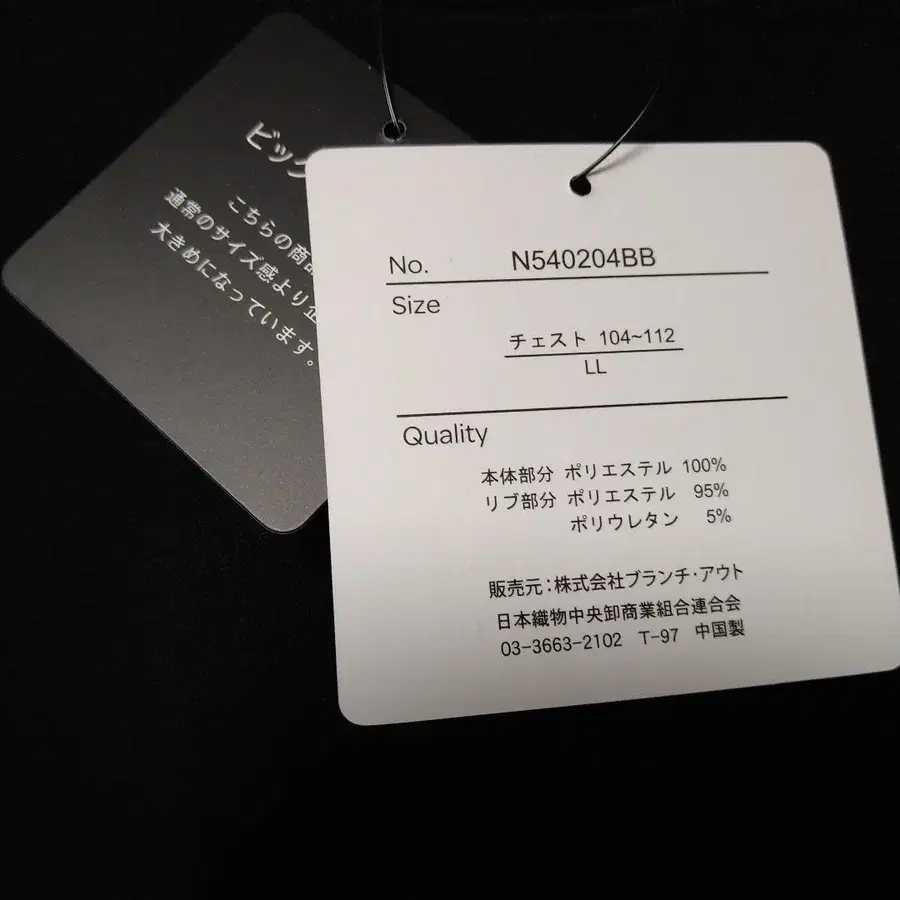 ビッグ
こちらの商品
通常のサイズ感より
大きめになっています。
No. N540204BB
Size
チェスト 104~112
LL
Quality
本体部分 ポリエステル 100%
リブ部分 ポリエステル 95%
ポリウレタン 5%
販売元:株式会社ブランチ・アウト
日本織物中央卸商業組合連合会
03-3663-2102 T-97 中国製